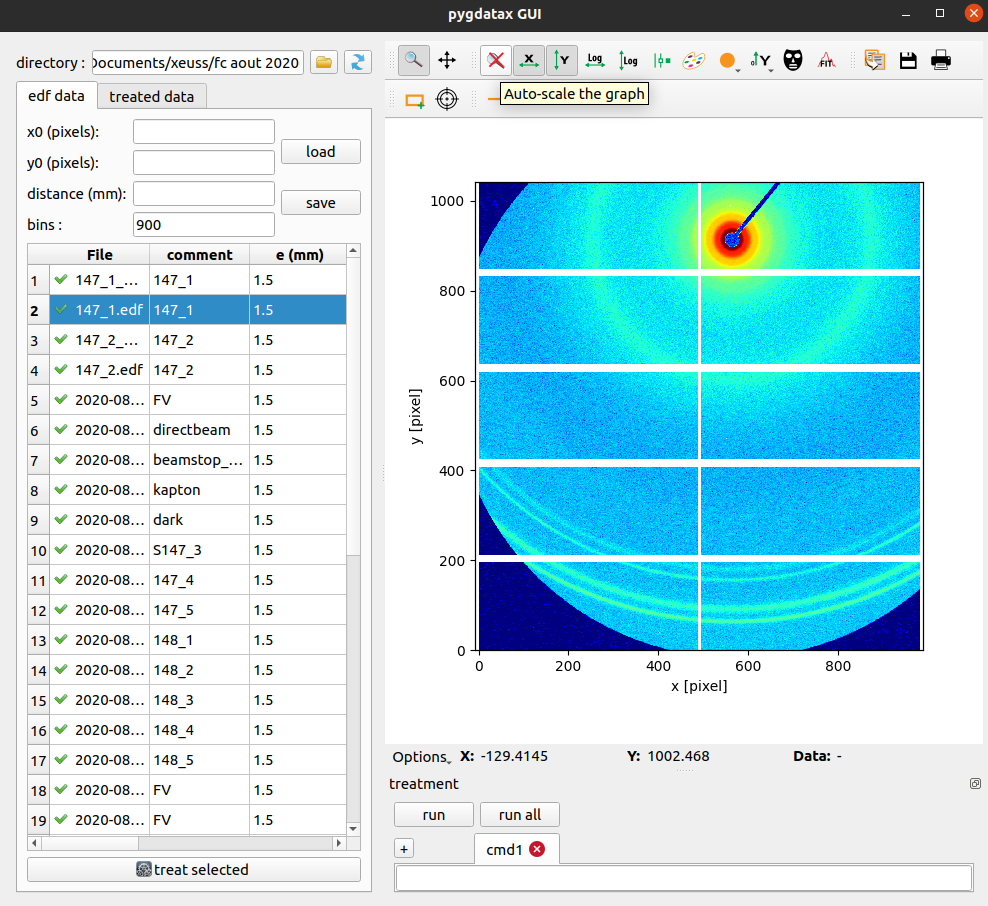 pygdatax GUI
directory : Documents/xeuss/fc aout 2020
edf data treated data
x0 (pixels):
y0 (pixels):
distance (mm):
bins : 900
load
save
File comment e (mm)
1 147_1_... 147_1 1.5
2 147_1.edf 147_1 1.5
3 147_2_... 147_2 1.5
4 147_2.edf 147_2 1.5
5 2020-08... FV 1.5
6 2020-08... directbeam 1.5
7 2020-08... beamstop_... 1.5
8 2020-08... kapton 1.5
9 2020-08... dark 1.5
10 2020-08... S147_3 1.5
11 2020-08... 147_4 1.5
12 2020-08... 147_5 1.5
13 2020-08... 148_1 1.5
14 2020-08... 148_2 1.5
15 2020-08... 148_3 1.5
16 2020-08... 148_4 1.5
17 2020-08... 148_5 1.5
18 2020-08... FV 1.5
19 2020-08... FV 1.5
treat selected
X Y Log Log Y FIT
Auto-scale the graph
1000
800
600
400
200
0
y [pixel]
0 200 400 600 800
x [pixel]
Options X: -129.4145 Y: 1002.468 Data: -
treatment
run run all
+ cmd1